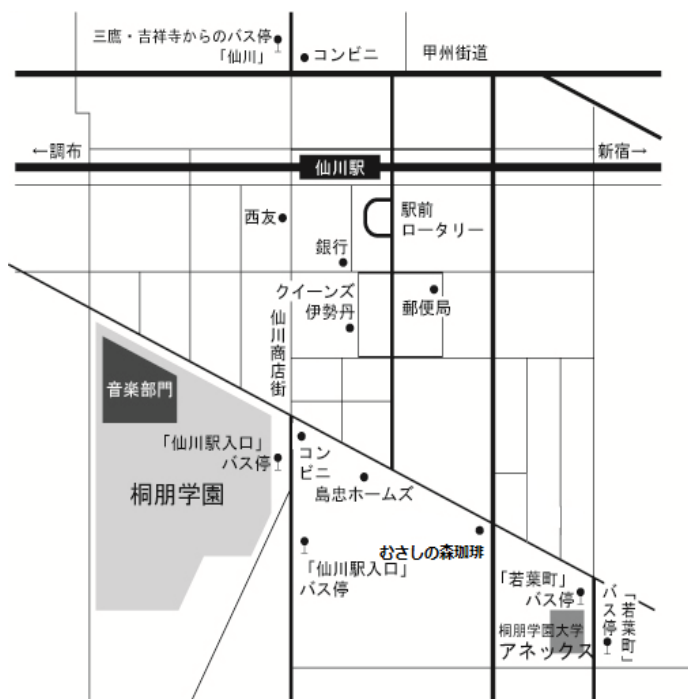 三鷹・吉祥寺からのバス停
「仙川」
コンビニ
甲州街道
←調布
新宿→
仙川駅
西友
駅前
ロータリー
銀行
クイーンズ
伊勢丹
郵便局
仙川商店街
音楽部門
「仙川駅入口」
バス停
コン
ビニ
桐朋学園
島忠ホームズ
むさしの森珈琲
「仙川駅入口」
バス停
「若葉町」
バス停
「若葉町」
バス停
桐朋学園大学
アネックス